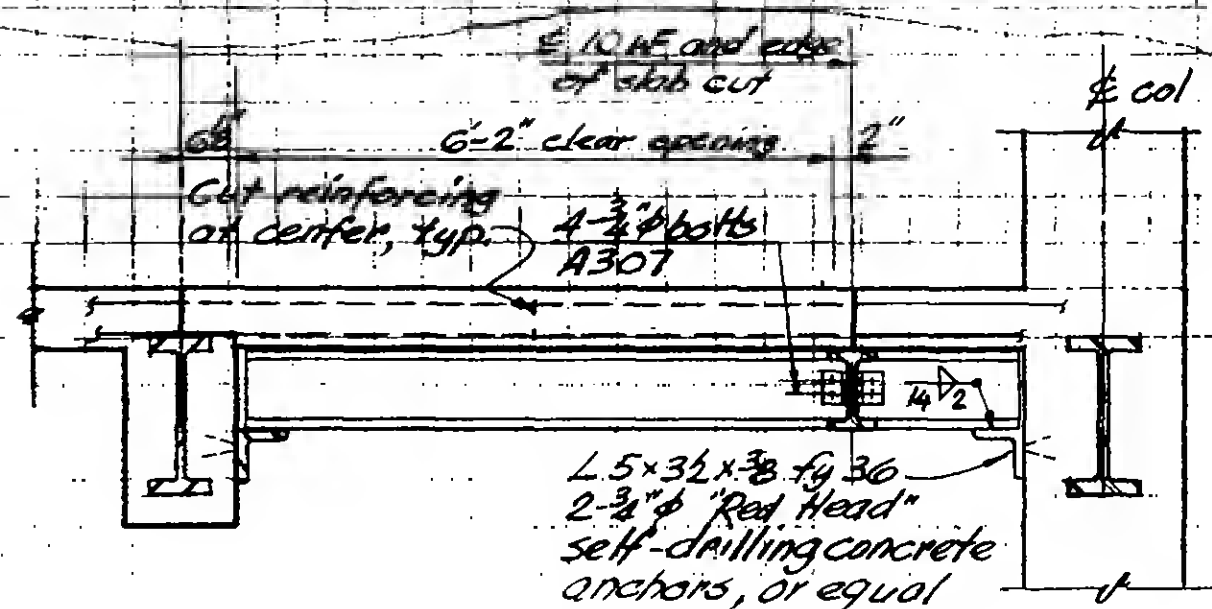 ℄ 10 WF and edge
of slab cut
℄ col
6'-2" clear opening
2"
Cut reinforcing
at center, typ.
4-¾"φ bolts
A307
¼ 2
L 5×3½×⅜ fy 36
2-¾"φ "Red Head"
self-drilling concrete
anchors, or equal